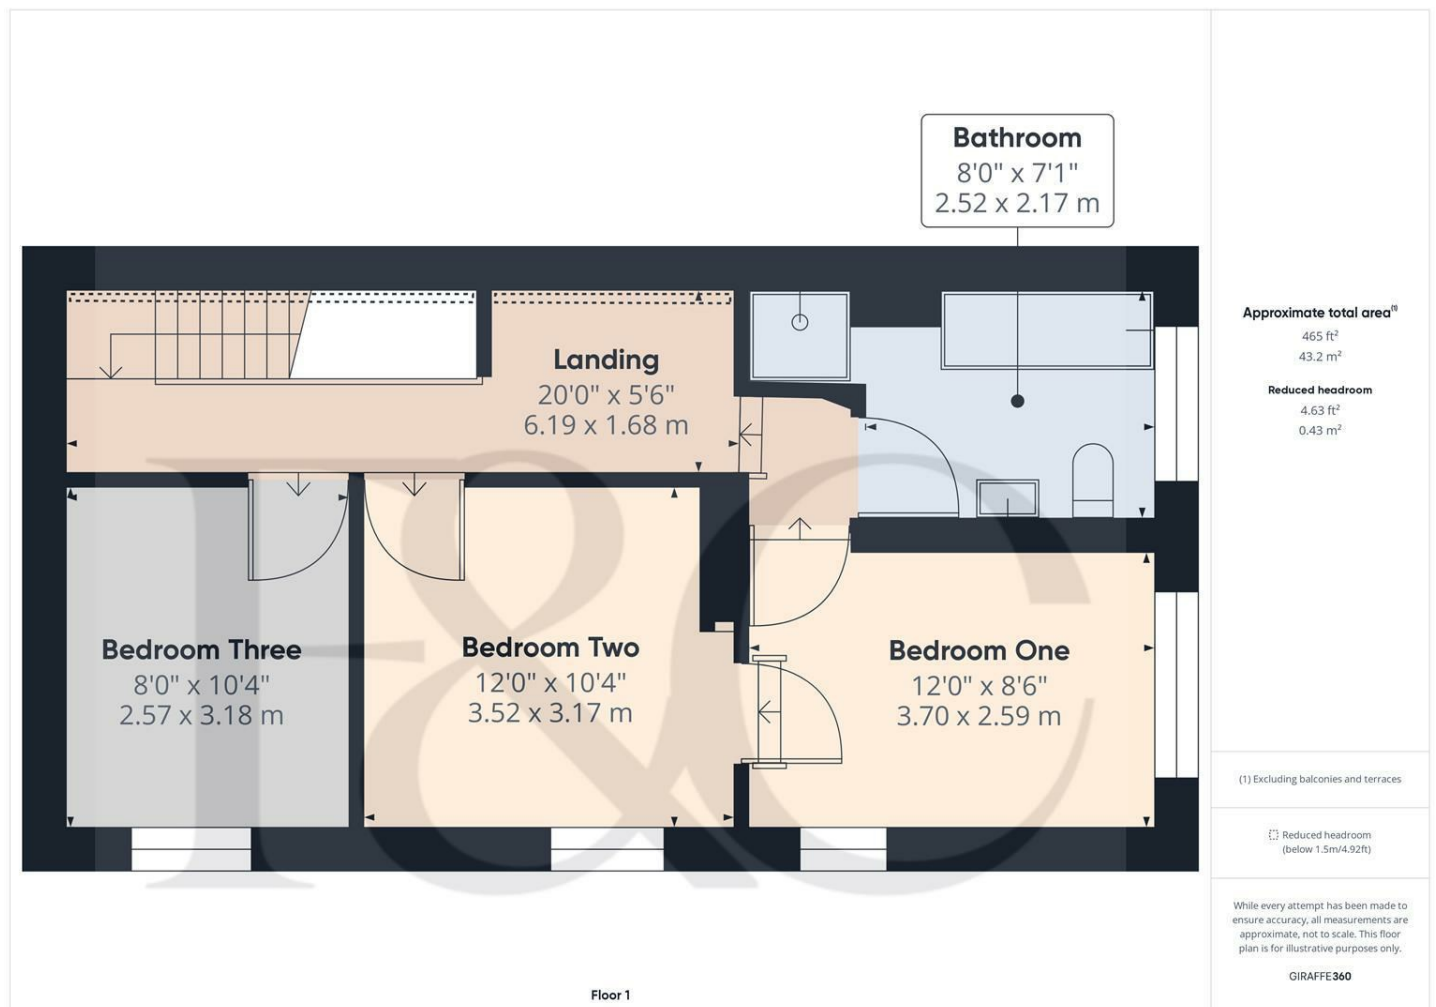 Bathroom
8'0" x 7'1"
2.52 x 2.17 m
Landing
20'0" x 5'6"
6.19 x 1.68 m
Bedroom Three
8'0" x 10'4"
2.57 x 3.18 m
Bedroom Two
12'0" x 10'4"
3.52 x 3.17 m
Bedroom One
12'0" x 8'6"
3.70 x 2.59 m
F&C
Floor 1
Approximate total area(1)
465 ft²
43.2 m²
Reduced headroom
4.63 ft²
0.43 m²
(1) Excluding balconies and terraces
Reduced headroom
(below 1.5m/4.92ft)
While every attempt has been made to
ensure accuracy, all measurements are
approximate, not to scale. This floor
plan is for illustrative purposes only.
GIRAFFE360